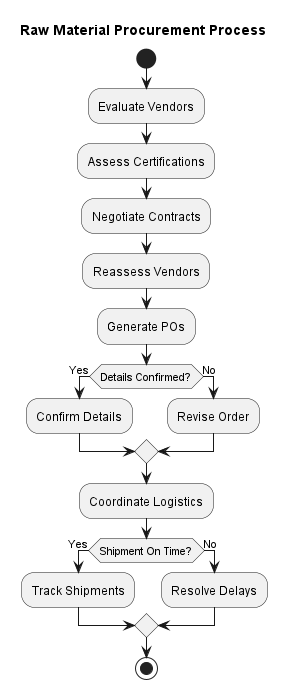 Raw Material Procurement Process
Evaluate Vendors
Assess Certifications
Negotiate Contracts
Reassess Vendors
Generate POs
Yes
Details Confirmed?
No
Confirm Details
Revise Order
Coordinate Logistics
Yes
Shipment On Time?
No
Track Shipments
Resolve Delays